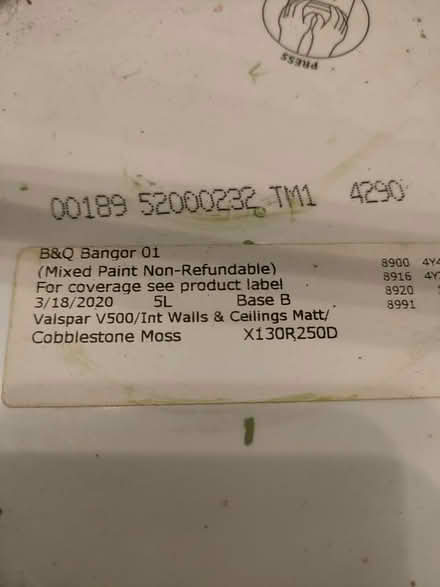 PRESS
00189 52000232 TM1 4290
B&Q Bangor 01
(Mixed Paint Non-Refundable)
For coverage see product label
3/18/2020 5L Base B
Valspar V500/Int Walls & Ceilings Matt/
Cobblestone Moss X130R250D
8900
8916
8920
8991